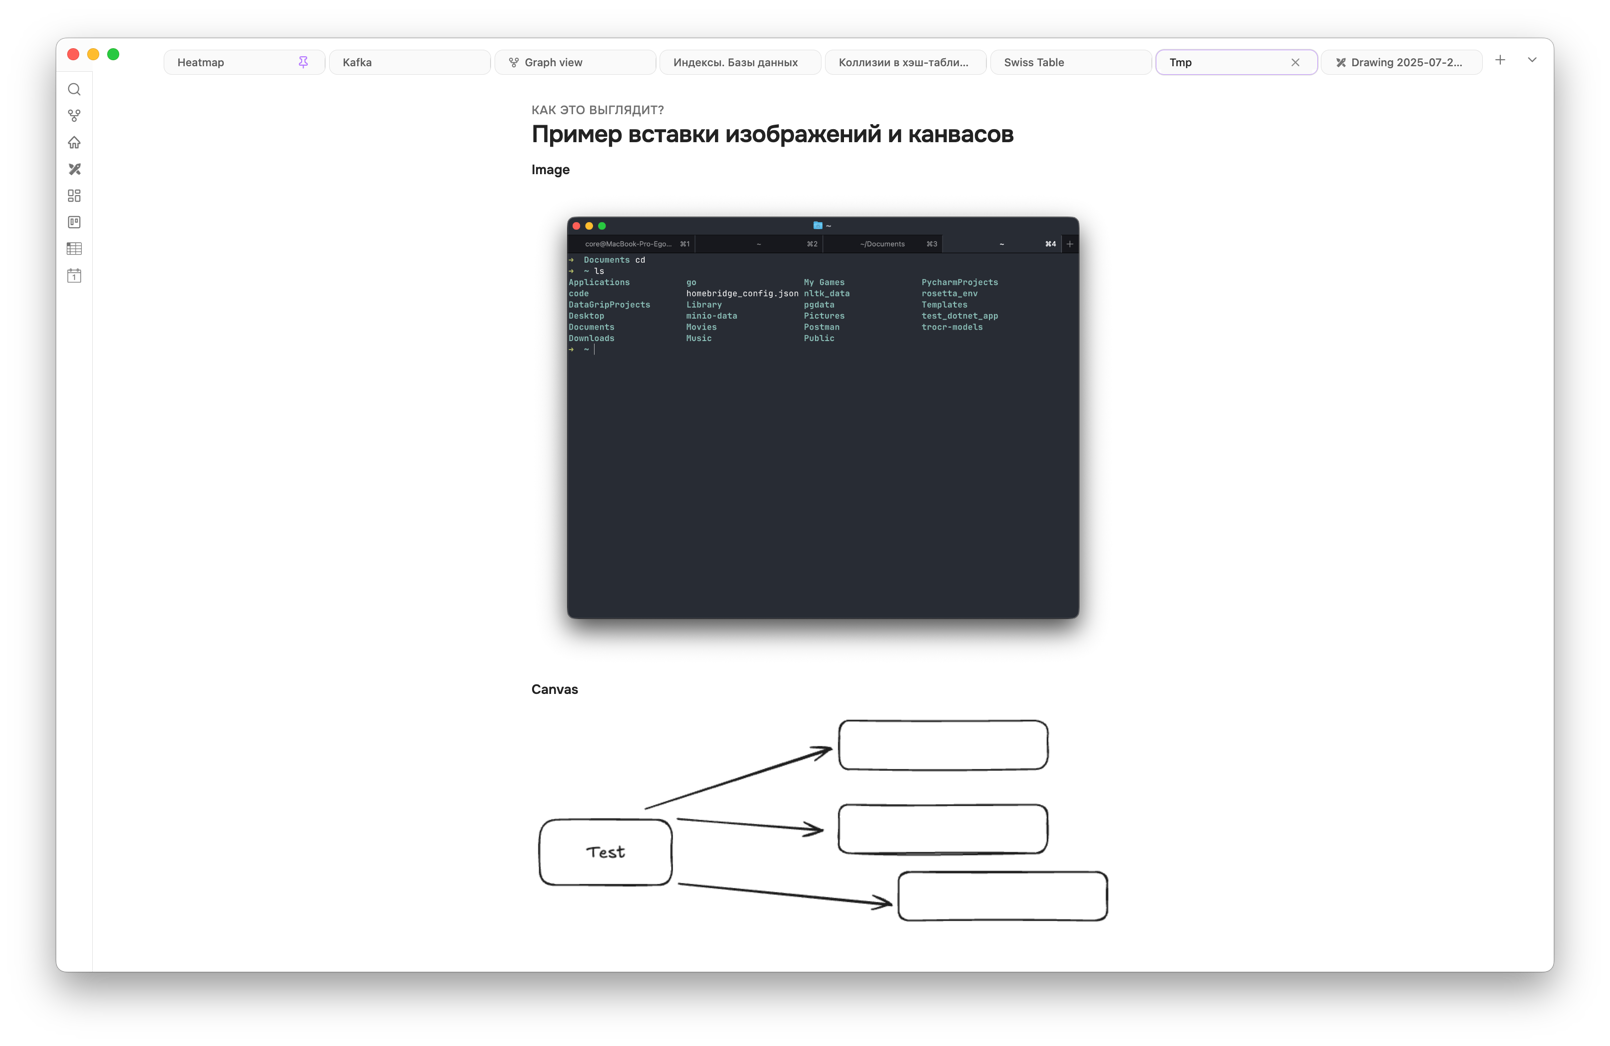 Heatmap
Kafka
Graph view
Индексы. Базы данных
Коллизии в хэш-табли...
Swiss Table
Tmp
Drawing 2025-07-2...
1
КАК ЭТО ВЫГЛЯДИТ?
Пример вставки изображений и канвасов
Image
~
core@MacBook-Pro-Ego... ⌘1
~ ⌘2
~/Documents ⌘3
~ ⌘4
+
→ Documents cd
→ ~ ls
Applications go My Games PycharmProjects
code homebridge_config.json nltk_data rosetta_env
DataGripProjects Library pgdata Templates
Desktop minio-data Pictures test_dotnet_app
Documents Movies Postman trocr-models
Downloads Music Public
→ ~
Canvas
Test